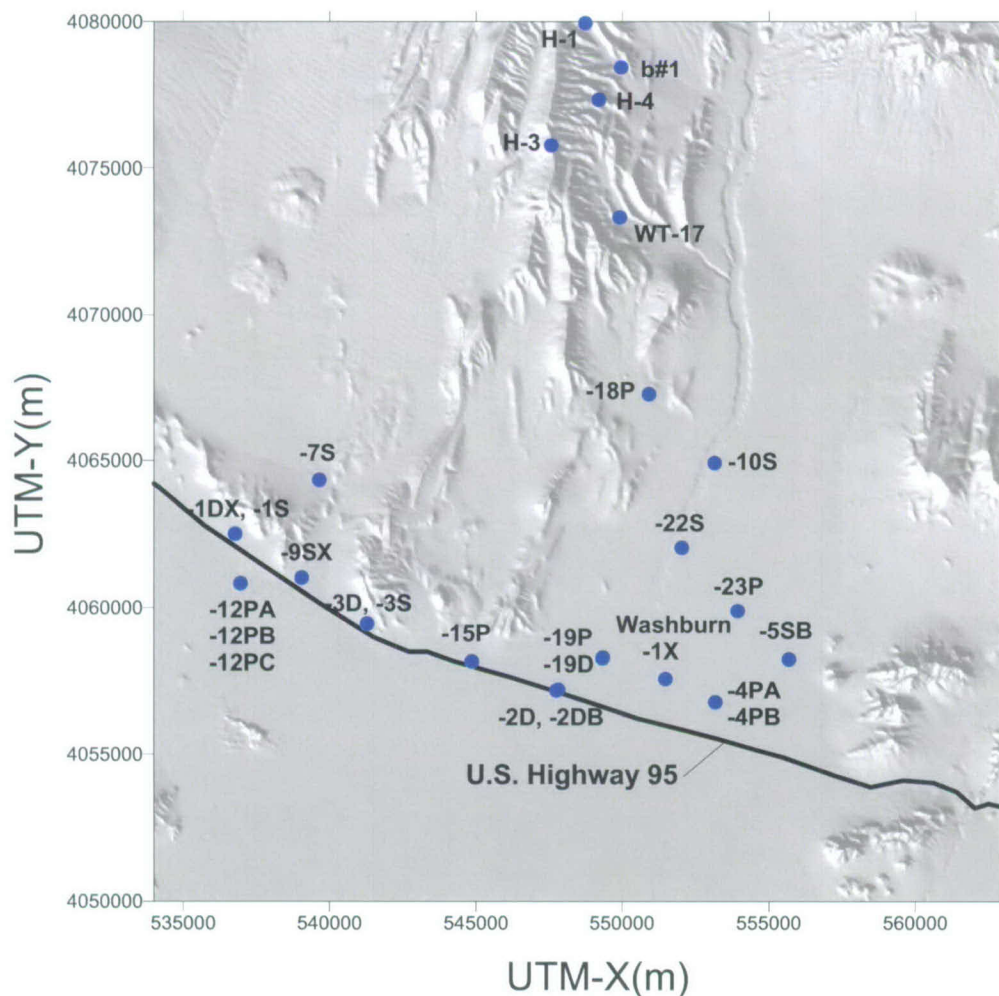 4080000
H-1
b#1
H-4
H-3
4075000
WT-17
4070000
-18P
-7S
4065000
-10S
-1DX, -1S
-22S
-9SX
4060000
-12PA
-12PB
-12PC
-3D, -3S
-15P
-19P
-19D
Washburn
-1X
-23P
-5SB
-4PA
-4PB
-2D, -2DB
4055000
U.S. Highway 95
4050000
535000
540000
545000
550000
555000
560000
UTM-X(m)
UTM-Y(m)